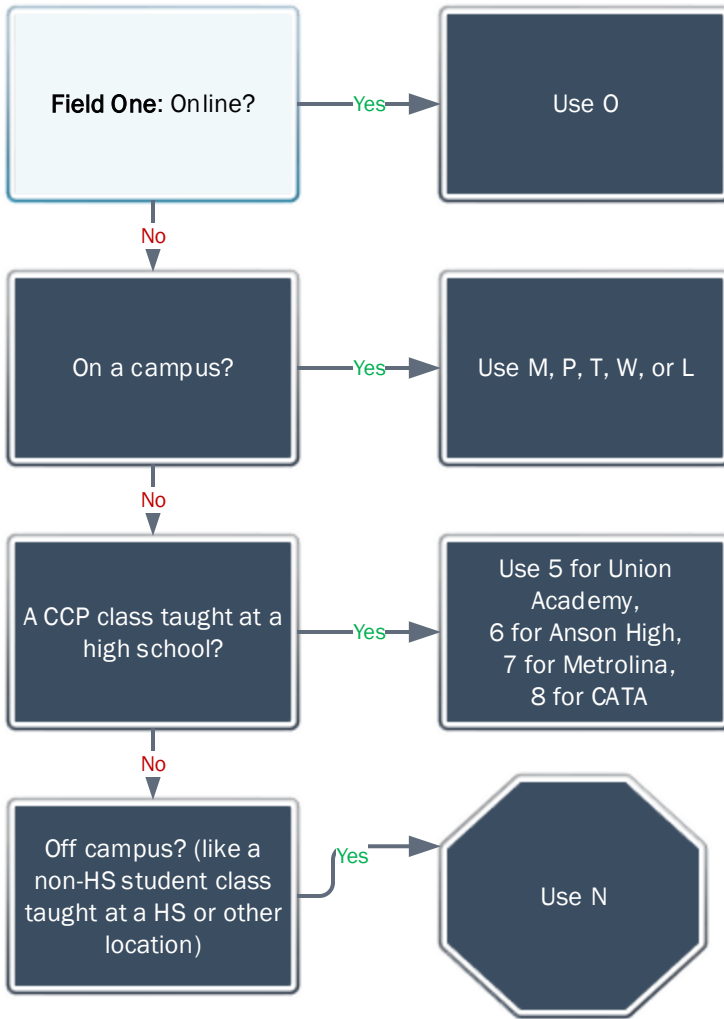 Field One: Online?
Yes
Use O
No
On a campus?
Yes
Use M, P, T, W, or L
No
A CCP class taught at a
high school?
Yes
Use 5 for Union
Academy,
6 for Anson High,
7 for Metrolina,
8 for CATA
No
Off campus? (like a
non-HS student class
taught at a HS or other
location)
Yes
Use N